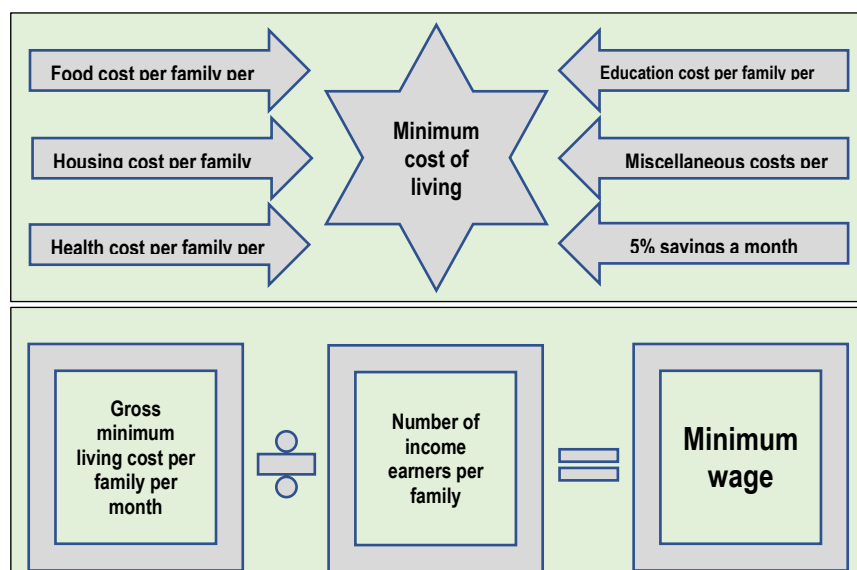 Food cost per family per
Housing cost per family
Health cost per family per
Minimum
cost of
living
Education cost per family per
Miscellaneous costs per
5% savings a month
Gross
minimum
living cost per
family per
month
Number of
income
earners per
family
Minimum
wage